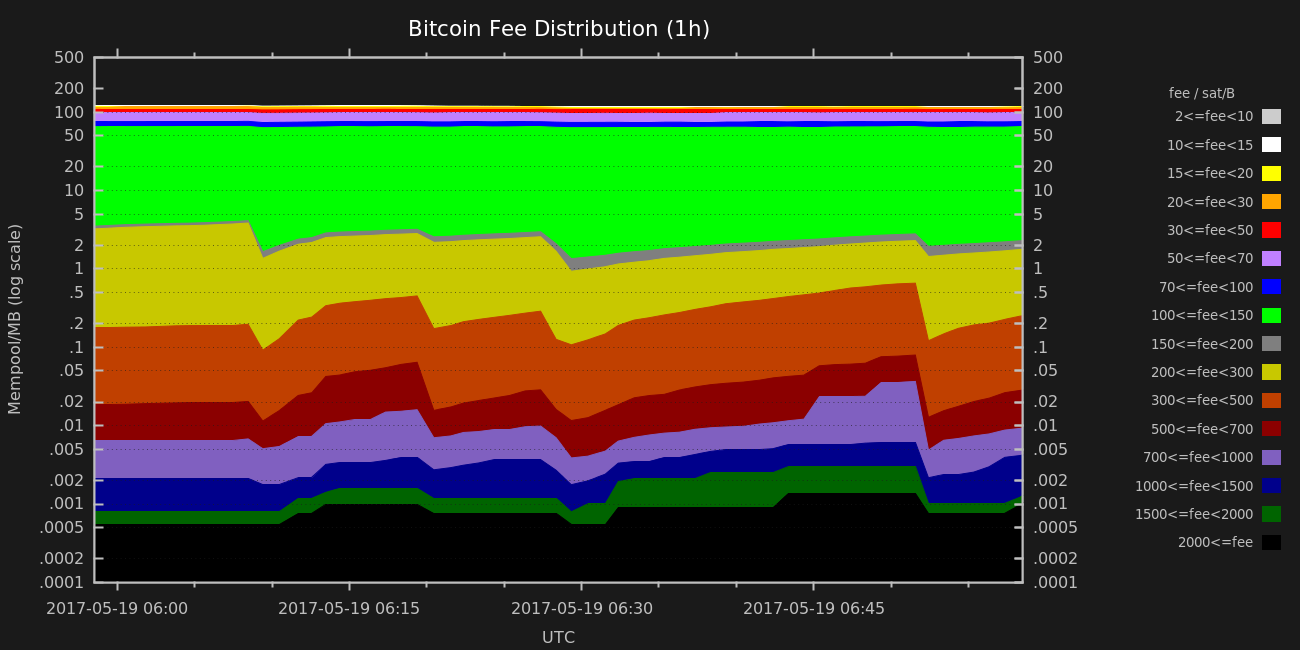 Bitcoin Fee Distribution (1h)
Mempool/MB (log scale)
500
200
100
50
20
10
5
2
1
.5
.2
.1
.05
.02
.01
.005
.002
.001
.0005
.0002
.0001
500
200
100
50
20
10
5
2
1
.5
.2
.1
.05
.02
.01
.005
.002
.001
.0005
.0002
.0001
fee / sat/B
2<=fee<10
10<=fee<15
15<=fee<20
20<=fee<30
30<=fee<50
50<=fee<70
70<=fee<100
100<=fee<150
150<=fee<200
200<=fee<300
300<=fee<500
500<=fee<700
700<=fee<1000
1000<=fee<1500
1500<=fee<2000
2000<=fee
2017-05-19 06:00 2017-05-19 06:15 2017-05-19 06:30 2017-05-19 06:45
UTC